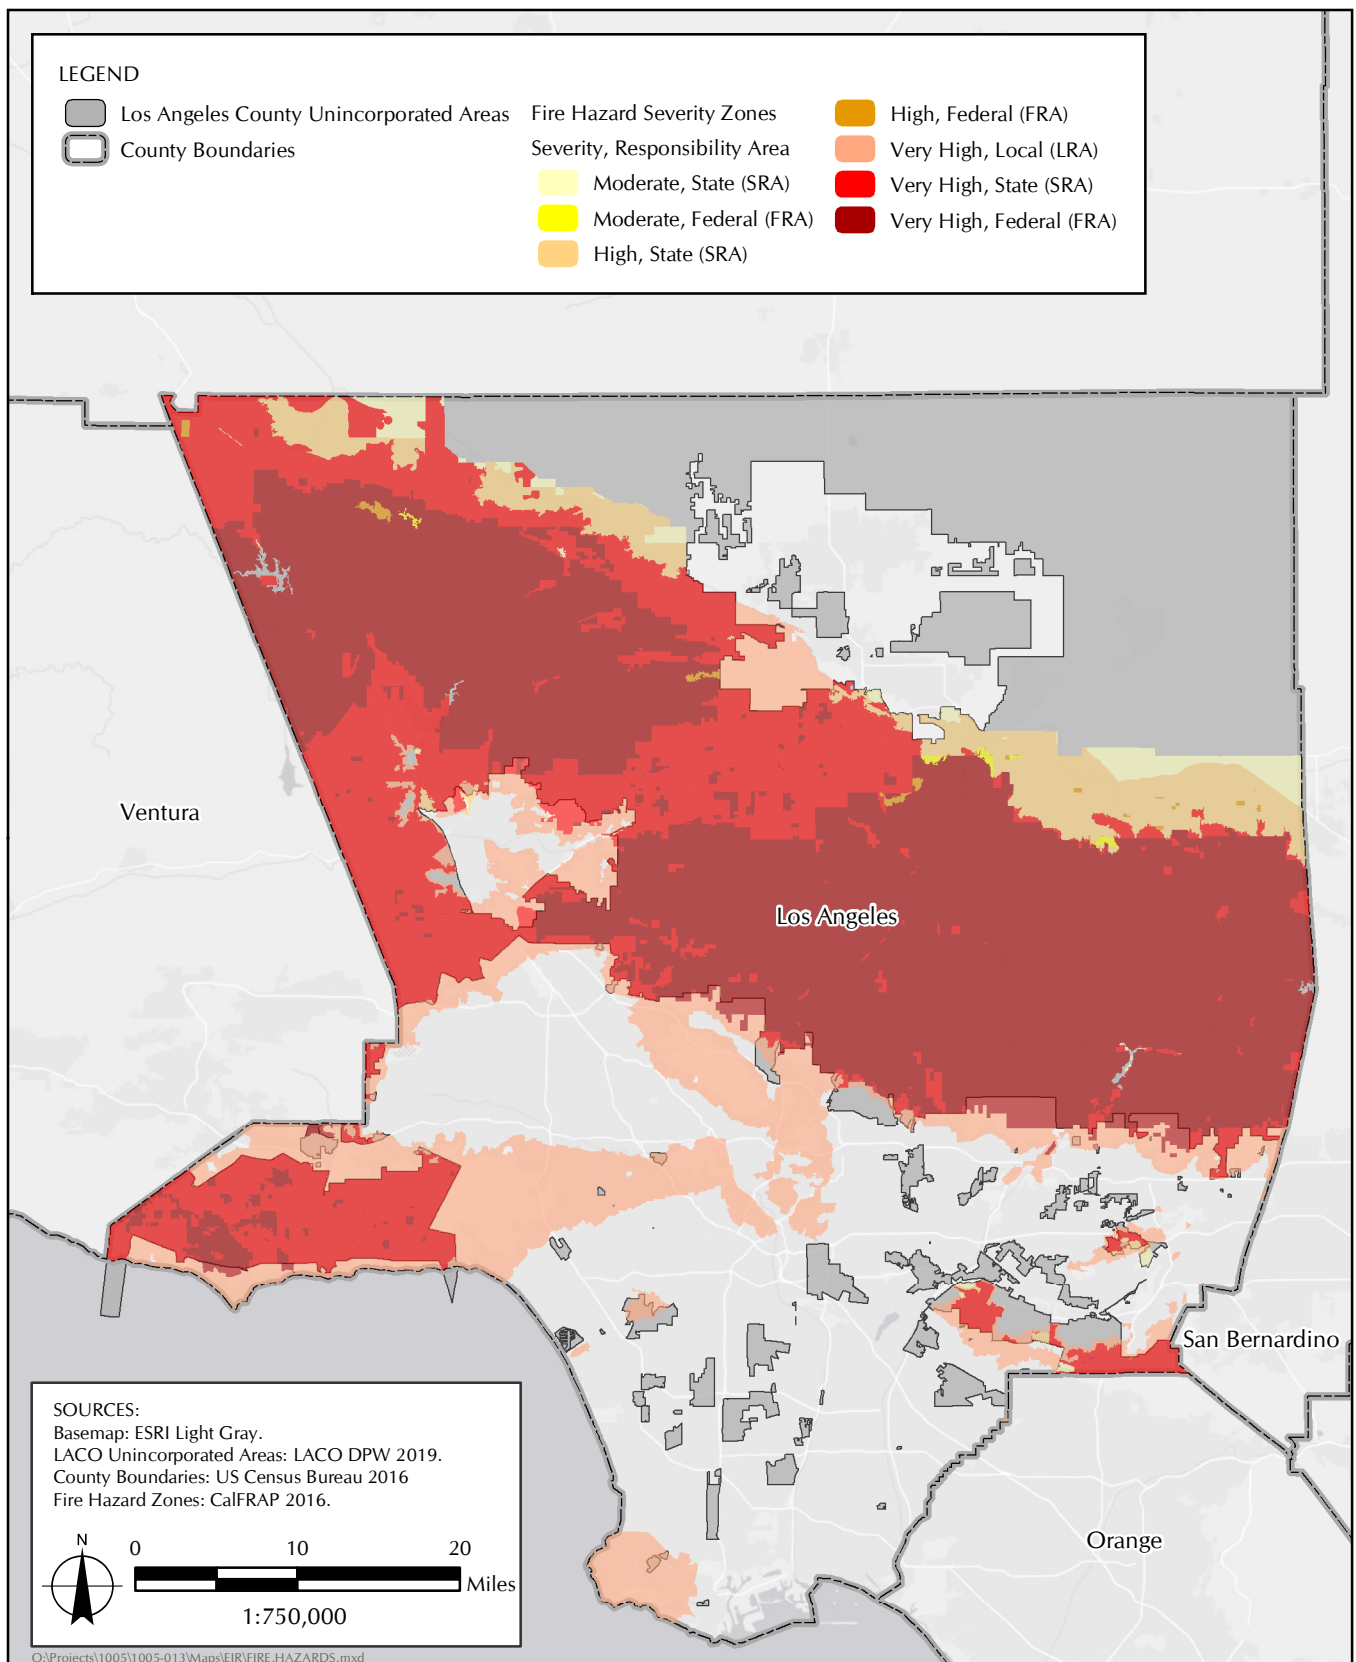 LEGEND
Los Angeles County Unincorporated Areas
County Boundaries
Fire Hazard Severity Zones
Severity, Responsibility Area
Moderate, State (SRA)
Moderate, Federal (FRA)
High, State (SRA)
High, Federal (FRA)
Very High, Local (LRA)
Very High, State (SRA)
Very High, Federal (FRA)
Ventura
Los Angeles
San Bernardino
Orange
SOURCES:
Basemap: ESRI Light Gray.
LACO Unincorporated Areas: LACO DPW 2019.
County Boundaries: US Census Bureau 2016
Fire Hazard Zones: CalFRAP 2016.
N
0 10 20
Miles
1:750,000
Q:\Projects\1005\1005-013\Maps\EIR\FIRE.HAZARDS.mxd